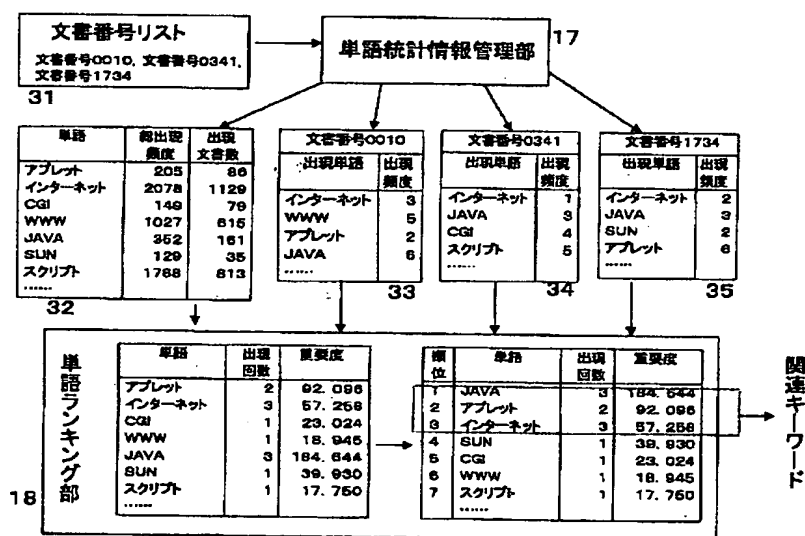 文書番号リスト
文書番号0010, 文書番号0341,
文書番号1734
31
単語統計情報管理部
17
単語 総出現頻度 出現文書数
アプレット 205 86
インターネット 2078 1129
CGI 149 79
WWW 1027 615
JAVA 352 161
SUN 129 35
スクリプト 1788 813
……
32
文書番号0010
出現単語 出現頻度
インターネット 3
WWW 5
アプレット 2
JAVA 6
……
33
文書番号0341
出現単語 出現頻度
インターネット 1
JAVA 3
CGI 4
スクリプト 5
……
34
文書番号1734
出現単語 出現頻度
インターネット 2
JAVA 3
SUN 2
アプレット 6
……
35
単語ランキング部
18
単語 出現回数 重要度
アプレット 2 92.096
インターネット 3 57.258
CGI 1 23.024
WWW 1 18.945
JAVA 3 184.644
SUN 1 39.930
スクリプト 1 17.750
……
順位 単語 出現回数 重要度
1 JAVA 3 184.644
2 アプレット 2 92.096
3 インターネット 3 57.258
4 SUN 1 39.930
5 CGI 1 23.024
6 WWW 1 18.945
7 スクリプト 1 17.750
……
関連キーワード